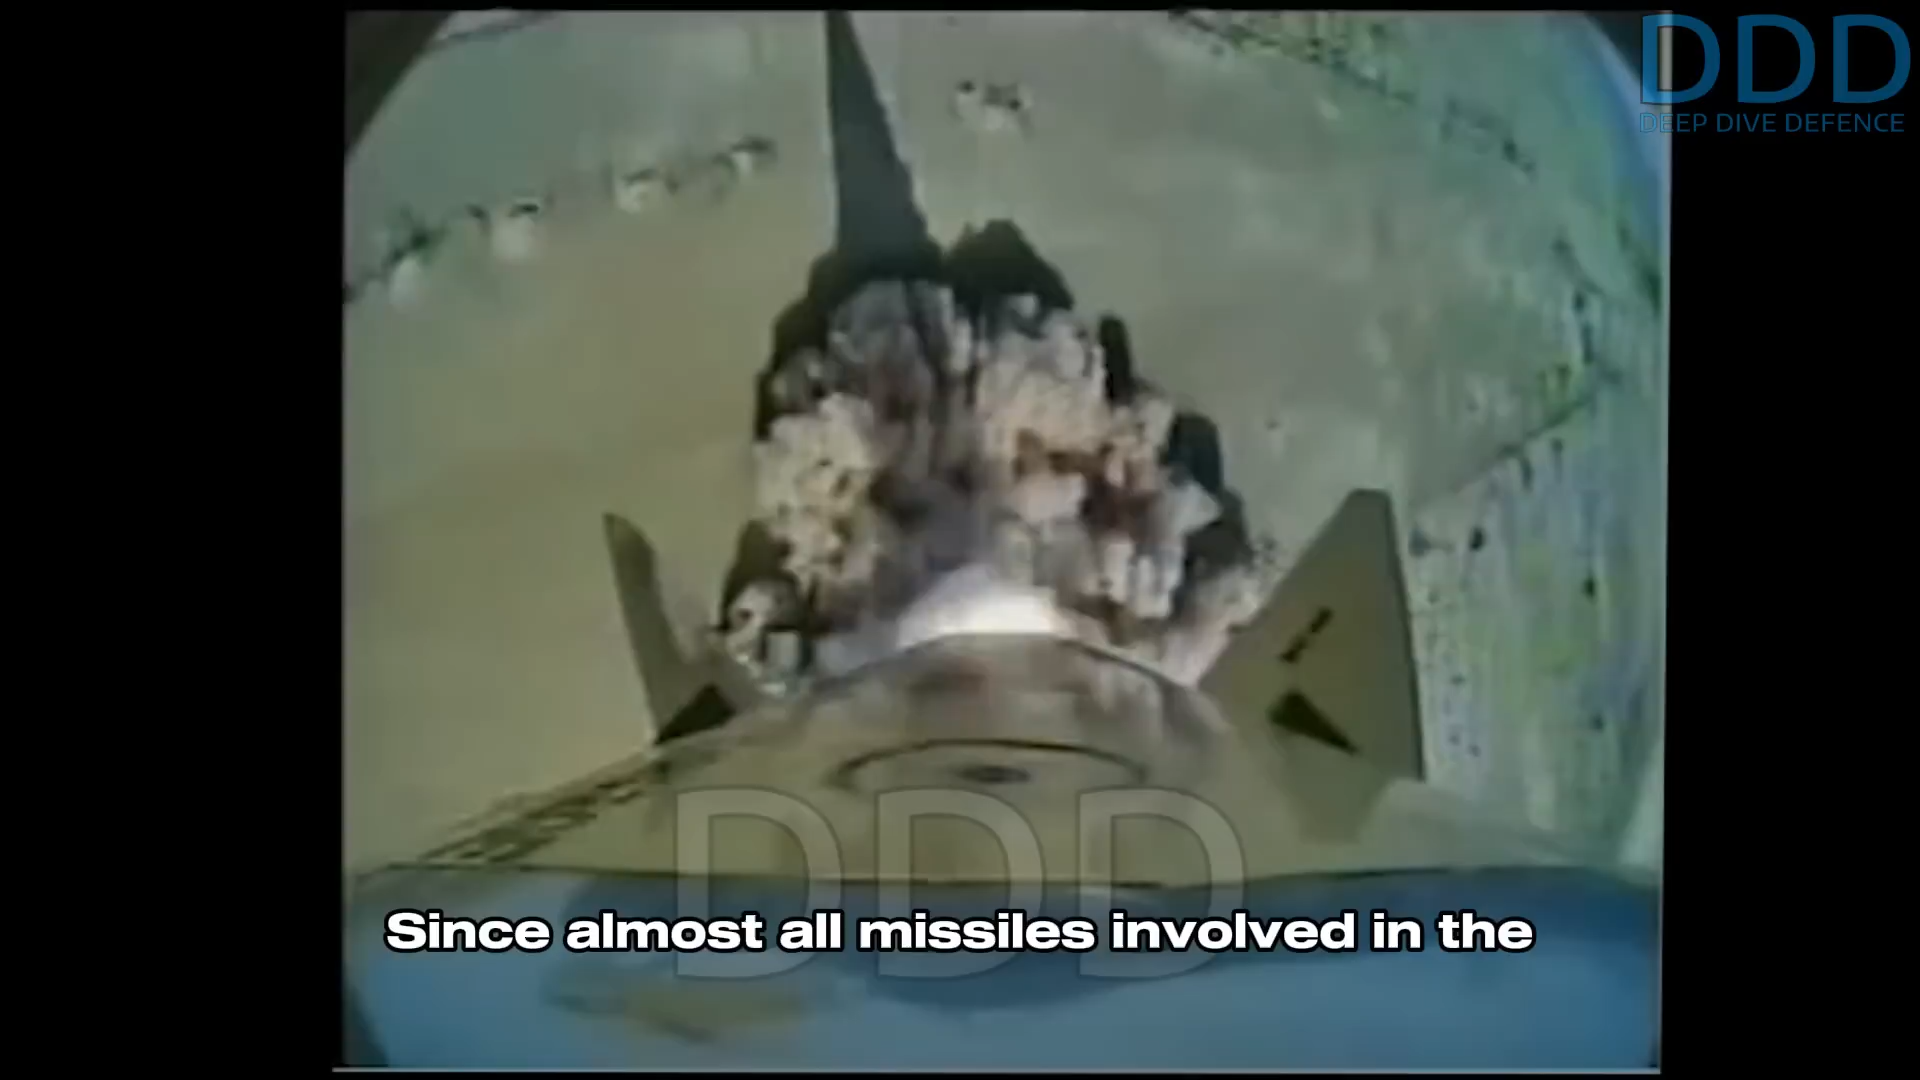 DDD
DEEP DIVE DEFENCE
DDD
Since almost all missiles involved in the